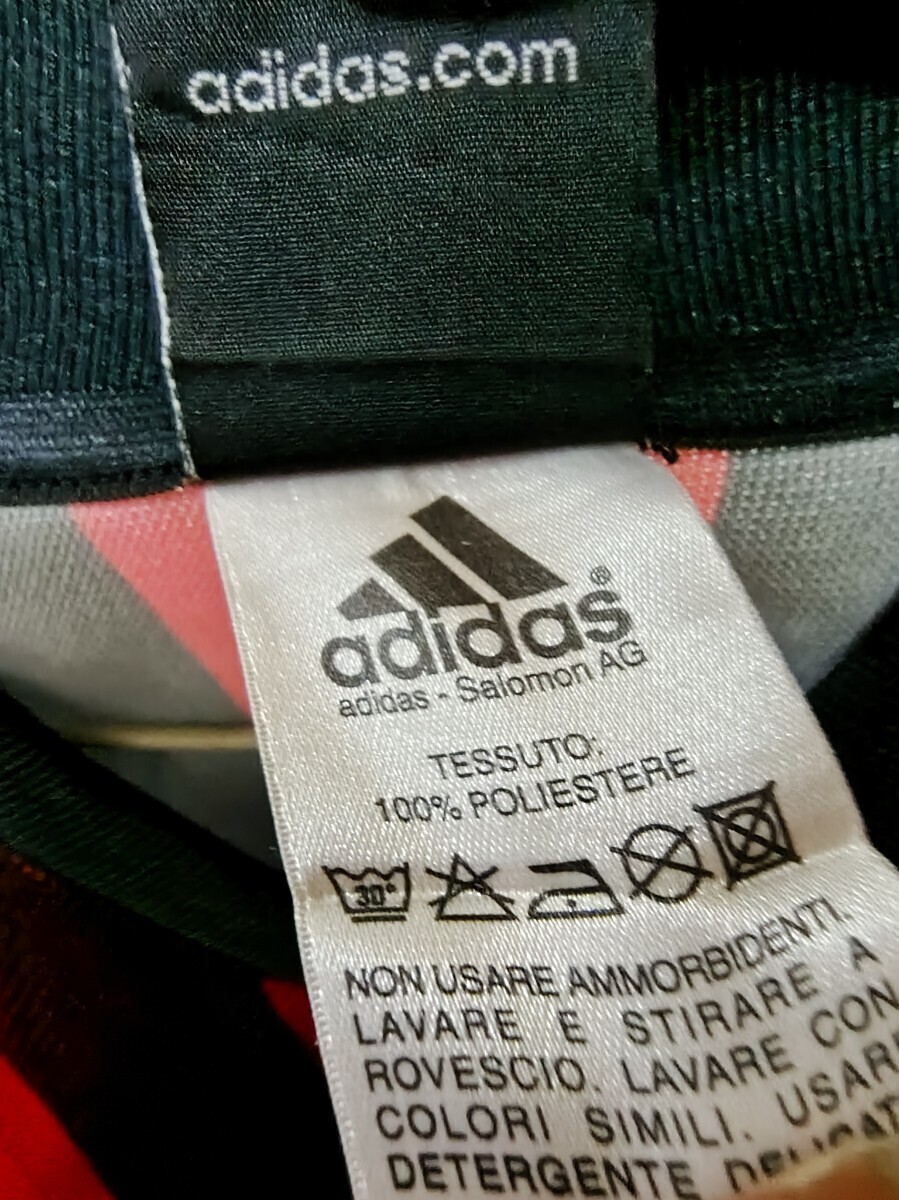 adidas.com
adidas®
adidas - Salomon AG
TESSUTO:
100% POLIESTERE
30°
NON USARE AMMORBIDENTI.
LAVARE E STIRARE A
ROVESCIO. LAVARE CON
COLORI SIMILI. USARE
DETERGENTE